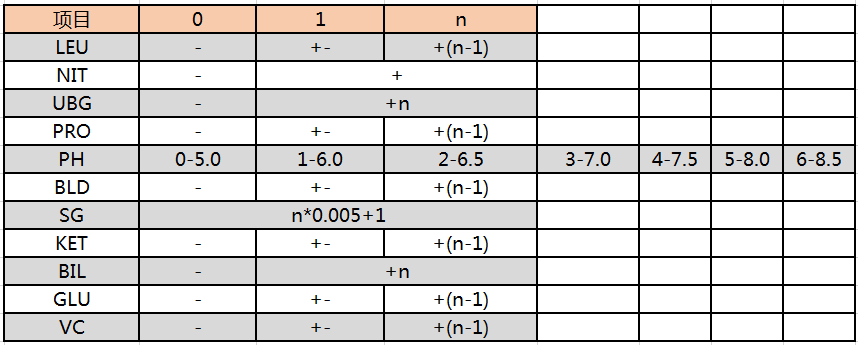 项目 0 1 n
LEU - +- +(n-1)
NIT - +
UBG - +n
PRO - +- +(n-1)
PH 0-5.0 1-6.0 2-6.5 3-7.0 4-7.5 5-8.0 6-8.5
BLD - +- +(n-1)
SG n*0.005+1
KET - +- +(n-1)
BIL - +n
GLU - +- +(n-1)
VC - +- +(n-1)